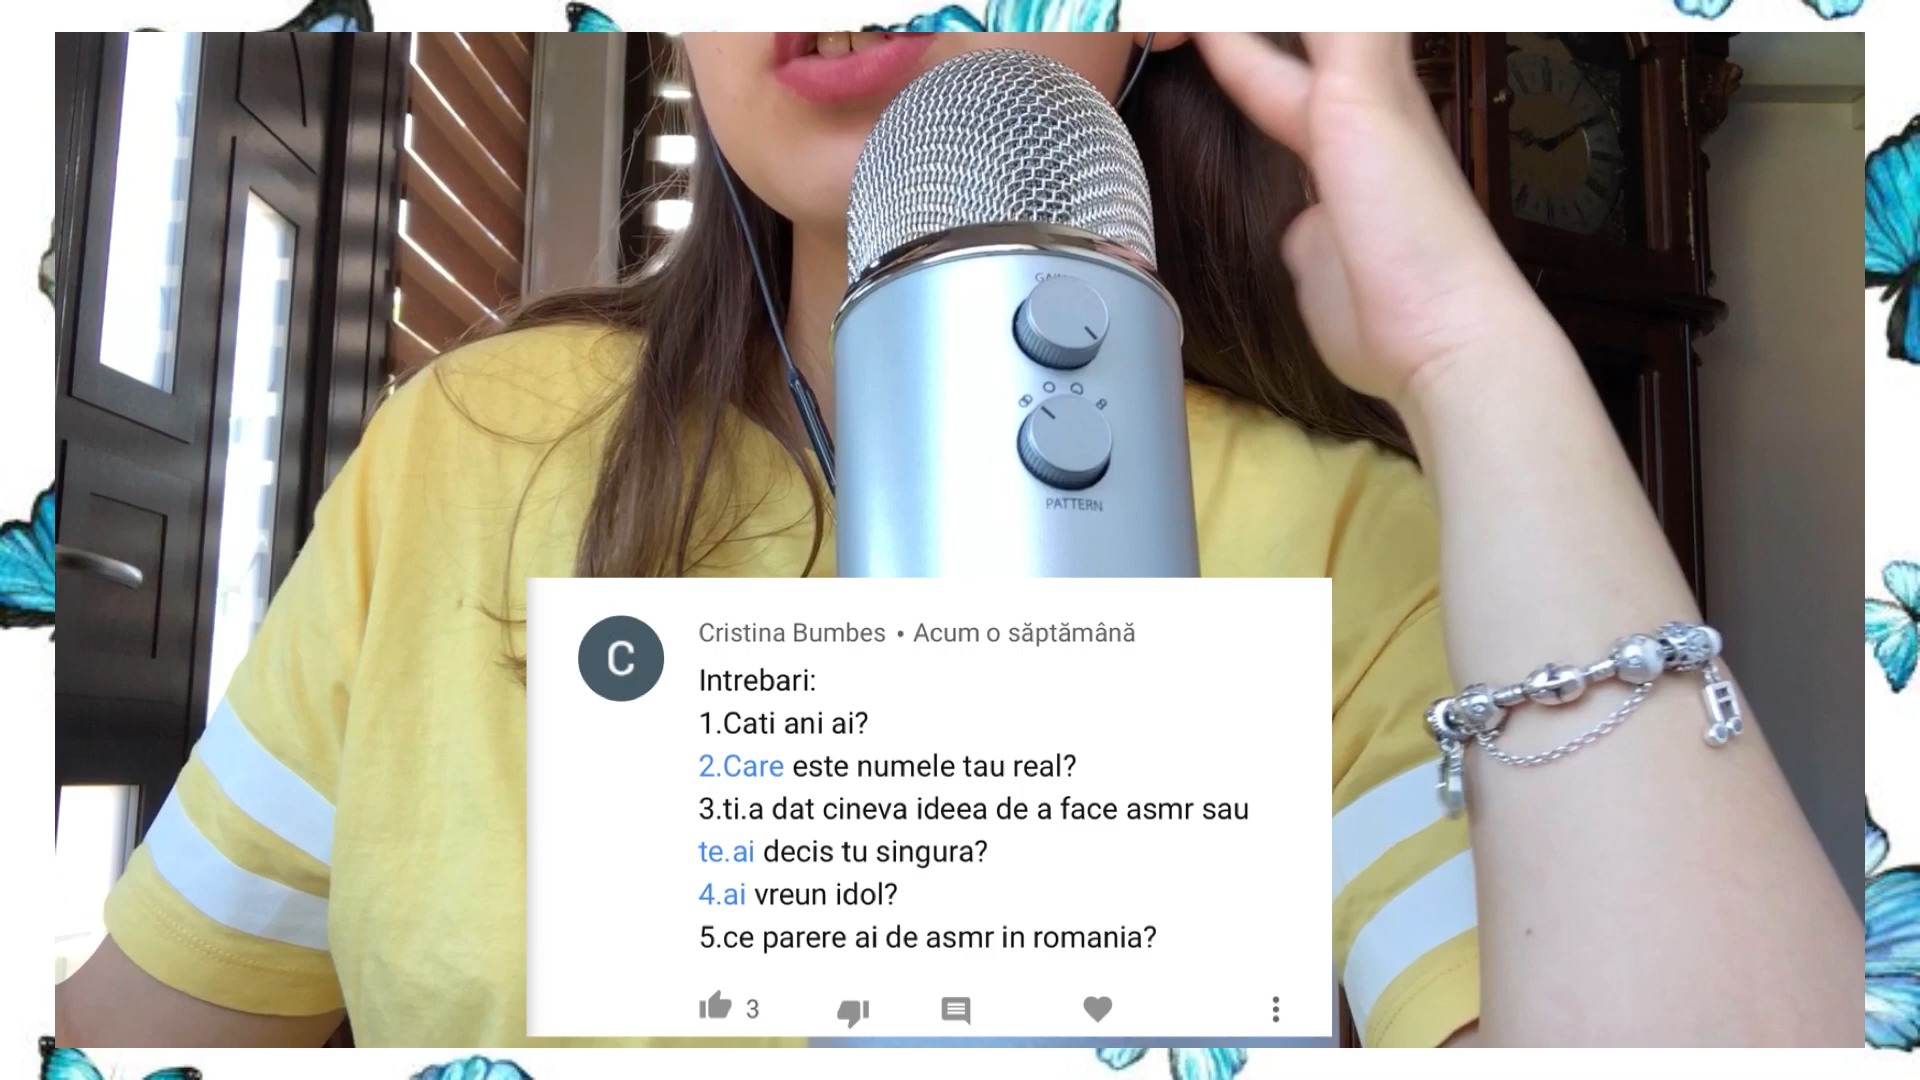 GAIN
PATTERN
C
Cristina Bumbes • Acum o săptămână
Intrebari:
1.Cati ani ai?
2.Care este numele tau real?
3.ti.a dat cineva ideea de a face asmr sau
te.ai decis tu singura?
4.ai vreun idol?
5.ce parere ai de asmr in romania?
3